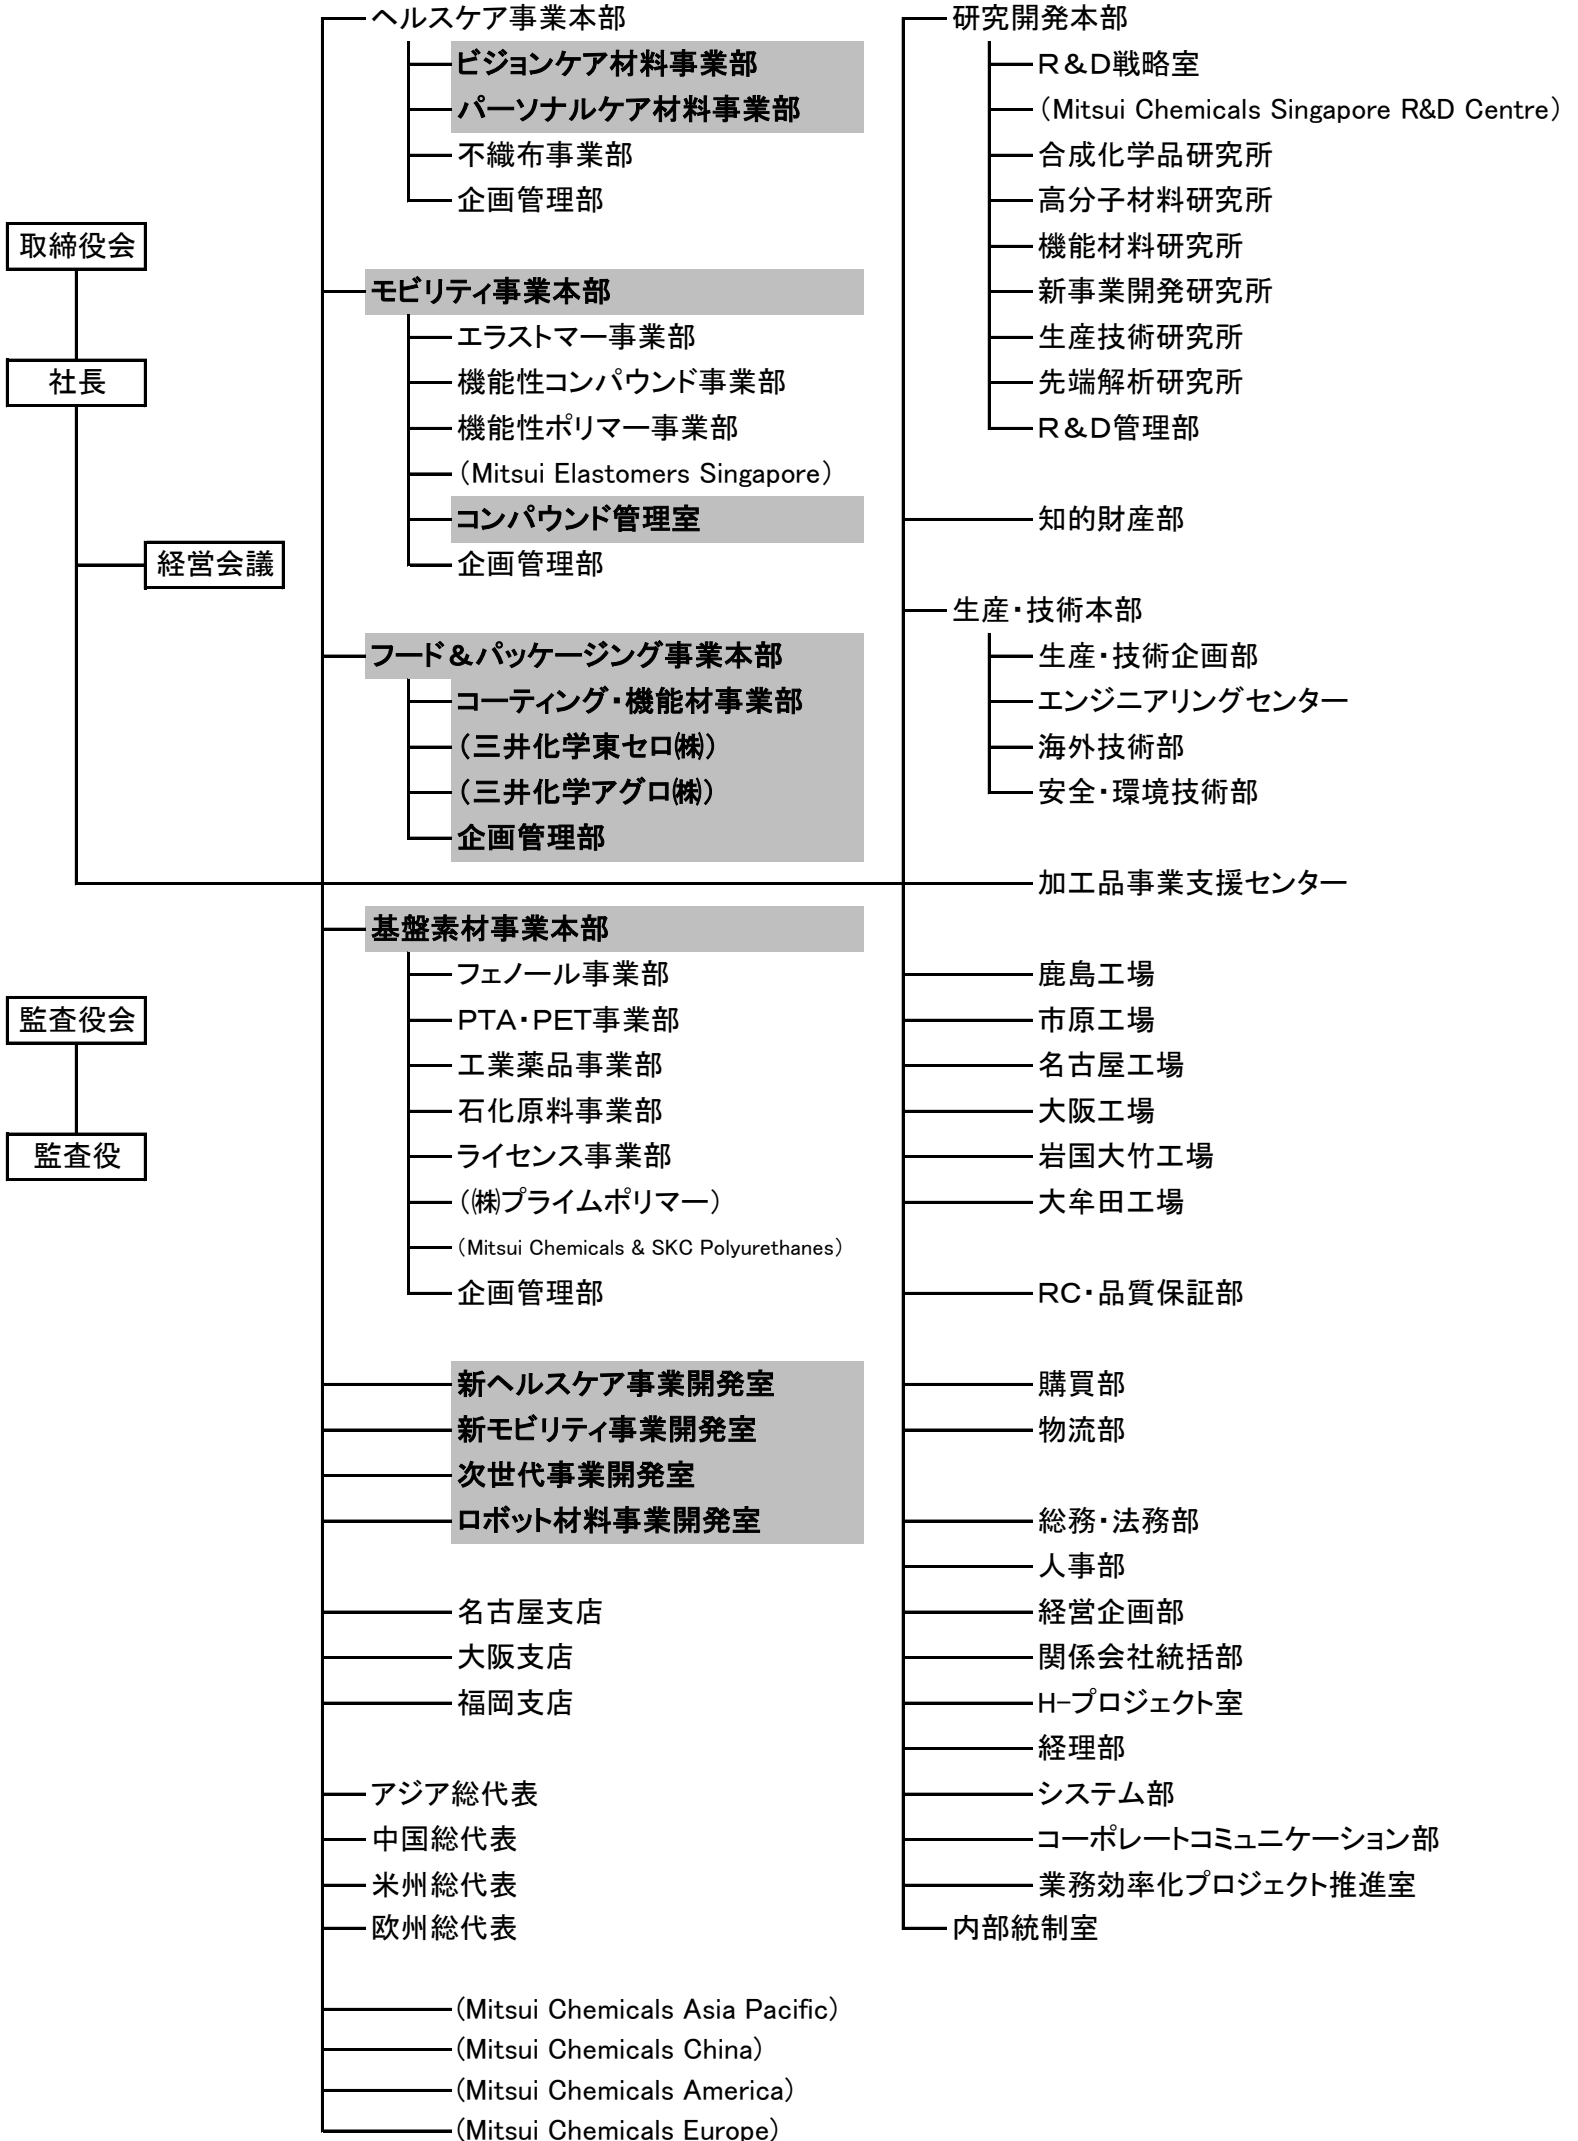 取締役会
社長
経営会議
監査役会
監査役
ヘルスケア事業本部
ビジョンケア材料事業部
パーソナルケア材料事業部
不織布事業部
企画管理部
モビリティ事業本部
エラストマー事業部
機能性コンパウンド事業部
機能性ポリマー事業部
（Mitsui Elastomers Singapore）
コンパウンド管理室
企画管理部
フード＆パッケージング事業本部
コーティング・機能材事業部
（三井化学東セロ㈱）
（三井化学アグロ㈱）
企画管理部
基盤素材事業本部
フェノール事業部
PTA・PET事業部
工業薬品事業部
石化原料事業部
ライセンス事業部
（㈱プライムポリマー）
（Mitsui Chemicals & SKC Polyurethanes）
企画管理部
新ヘルスケア事業開発室
新モビリティ事業開発室
次世代事業開発室
ロボット材料事業開発室
名古屋支店
大阪支店
福岡支店
アジア総代表
中国総代表
米州総代表
欧州総代表
（Mitsui Chemicals Asia Pacific）
（Mitsui Chemicals China）
（Mitsui Chemicals America）
（Mitsui Chemicals Europe）
研究開発本部
R＆D戦略室
（Mitsui Chemicals Singapore R&D Centre）
合成化学品研究所
高分子材料研究所
機能材料研究所
新事業開発研究所
生産技術研究所
先端解析研究所
R＆D管理部
知的財産部
生産・技術本部
生産・技術企画部
エンジニアリングセンター
海外技術部
安全・環境技術部
加工品事業支援センター
鹿島工場
市原工場
名古屋工場
大阪工場
岩国大竹工場
大牟田工場
RC・品質保証部
購買部
物流部
総務・法務部
人事部
経営企画部
関係会社統括部
H-プロジェクト室
経理部
システム部
コーポレートコミュニケーション部
業務効率化プロジェクト推進室
内部統制室